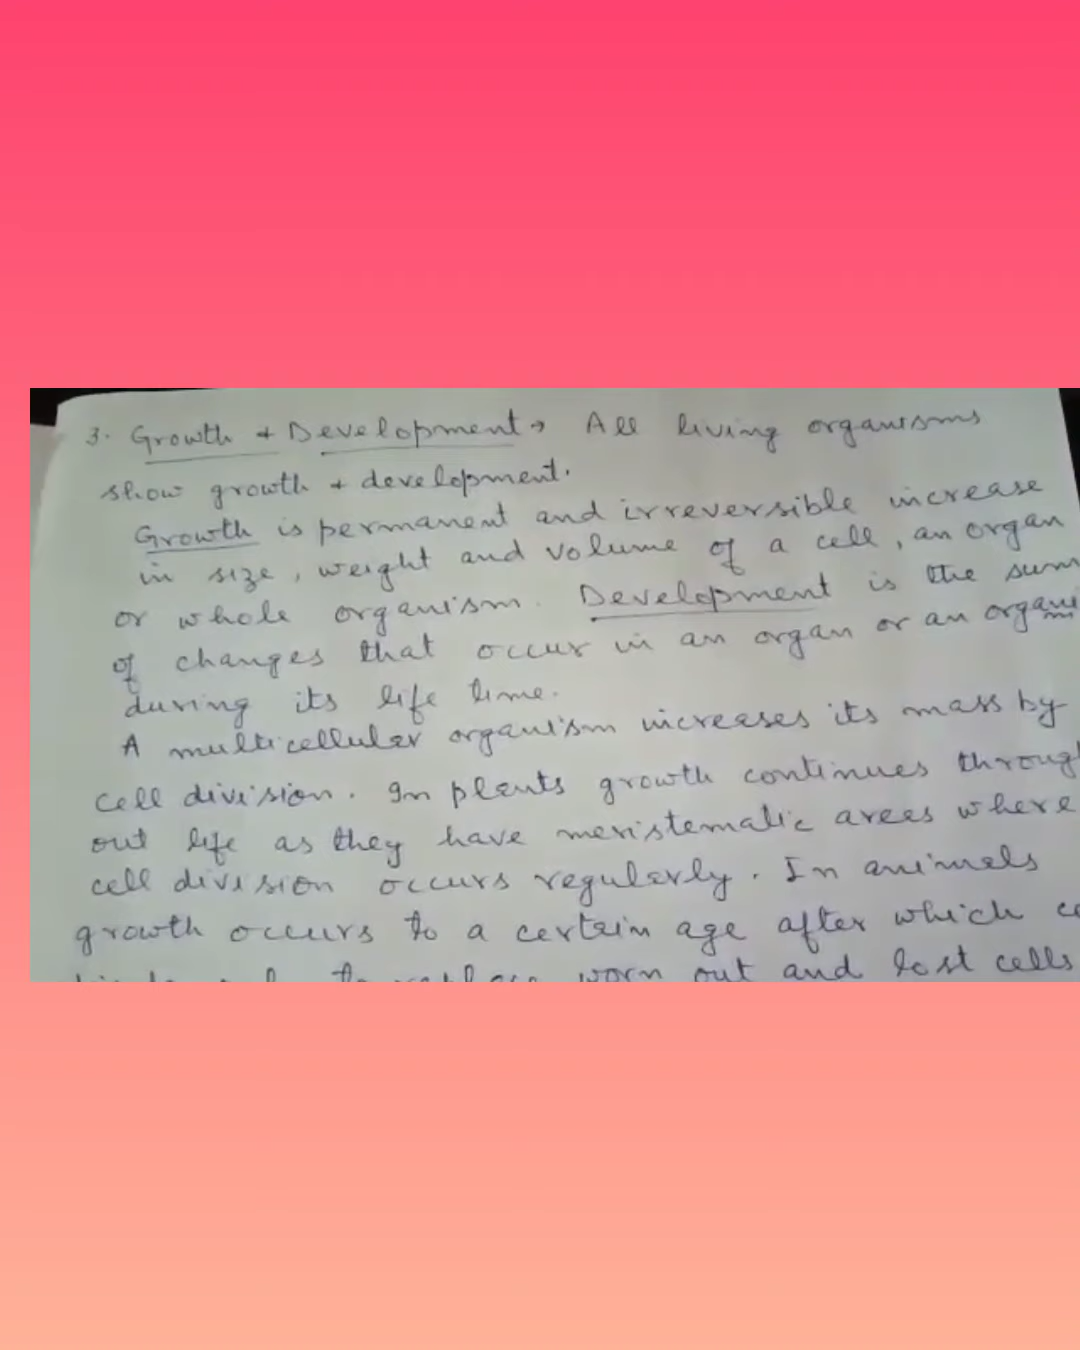 3. Growth + Development → All living organisms
show growth + development.
Growth is permanent and irreversible increase
in size, weight and volume of a cell, an organ
or whole organism. Development is the sum
of changes that occur in an organ or an organi
during its life time.
A multicellular organism increases its mass by
cell division. In plants growth continues through
out life as they have meristematic areas where
cell division occurs regularly. In animals
growth occurs to a certain age after which ce
to replace worn out and lost cells